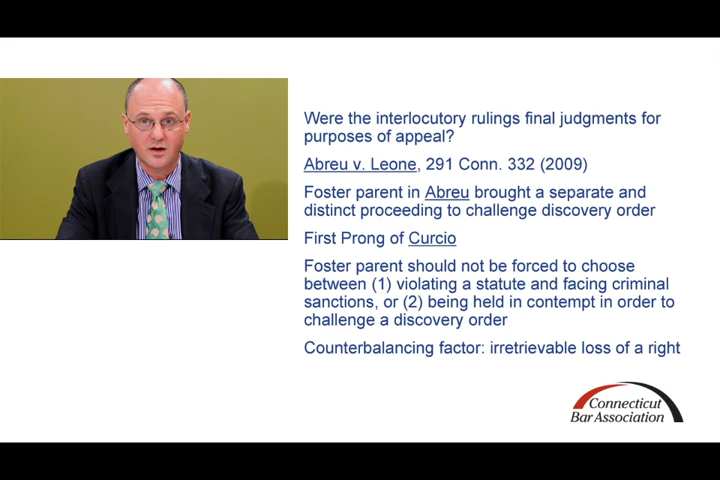 Were the interlocutory rulings final judgments for
purposes of appeal?
Abreu v. Leone, 291 Conn. 332 (2009)
Foster parent in Abreu brought a separate and
distinct proceeding to challenge discovery order
First Prong of Curcio
Foster parent should not be forced to choose
between (1) violating a statute and facing criminal
sanctions, or (2) being held in contempt in order to
challenge a discovery order
Counterbalancing factor: irretrievable loss of a right
Connecticut
Bar Association